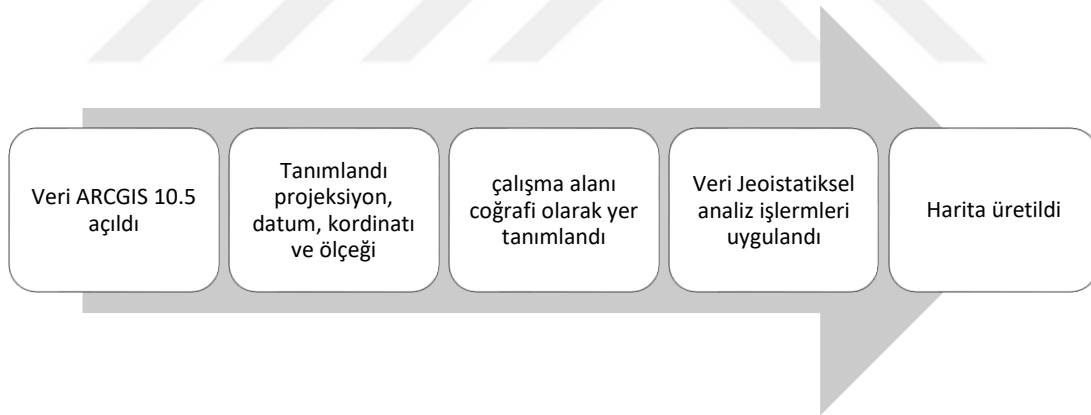 Veri ARCGIS 10.5
açıldı
Tanımlandı
projeksiyon,
datum, kordinatı
ve ölçeği
çalışma alanı
coğrafi olarak yer
tanımlandı
Veri Jeoistatiksel
analiz işlermleri
uygulandı
Harita üretildi